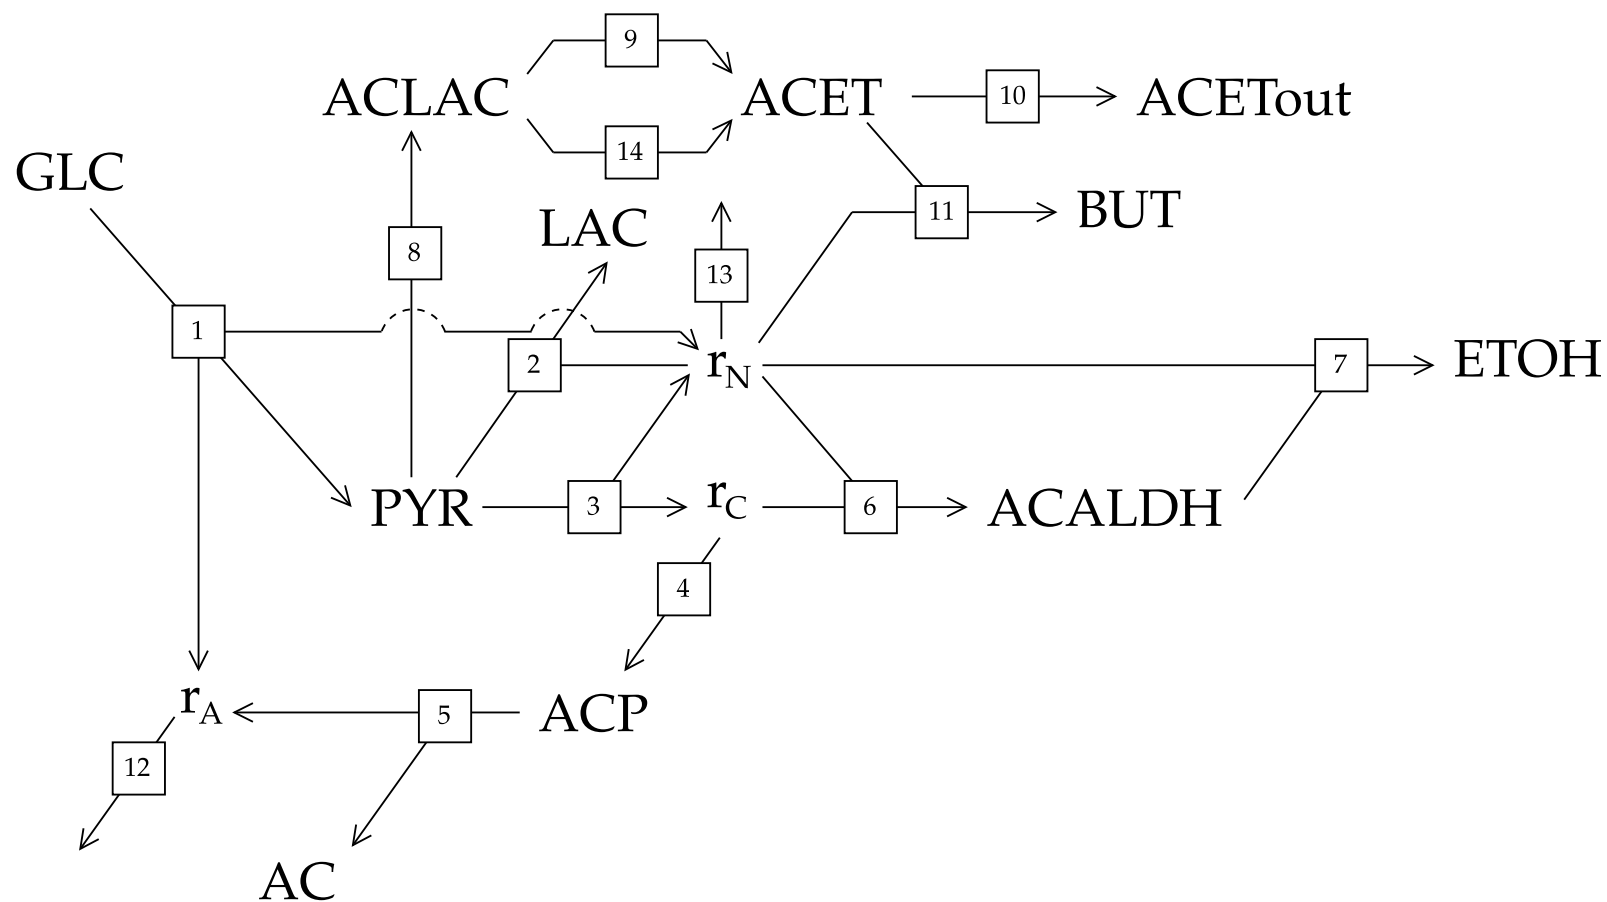 9
ACLAC
ACET
10
ACETout
14
GLC
LAC
11
BUT
8
13
1
2
rN
7
ETOH
PYR
3
rC
6
ACALDH
4
rA
5
ACP
12
AC